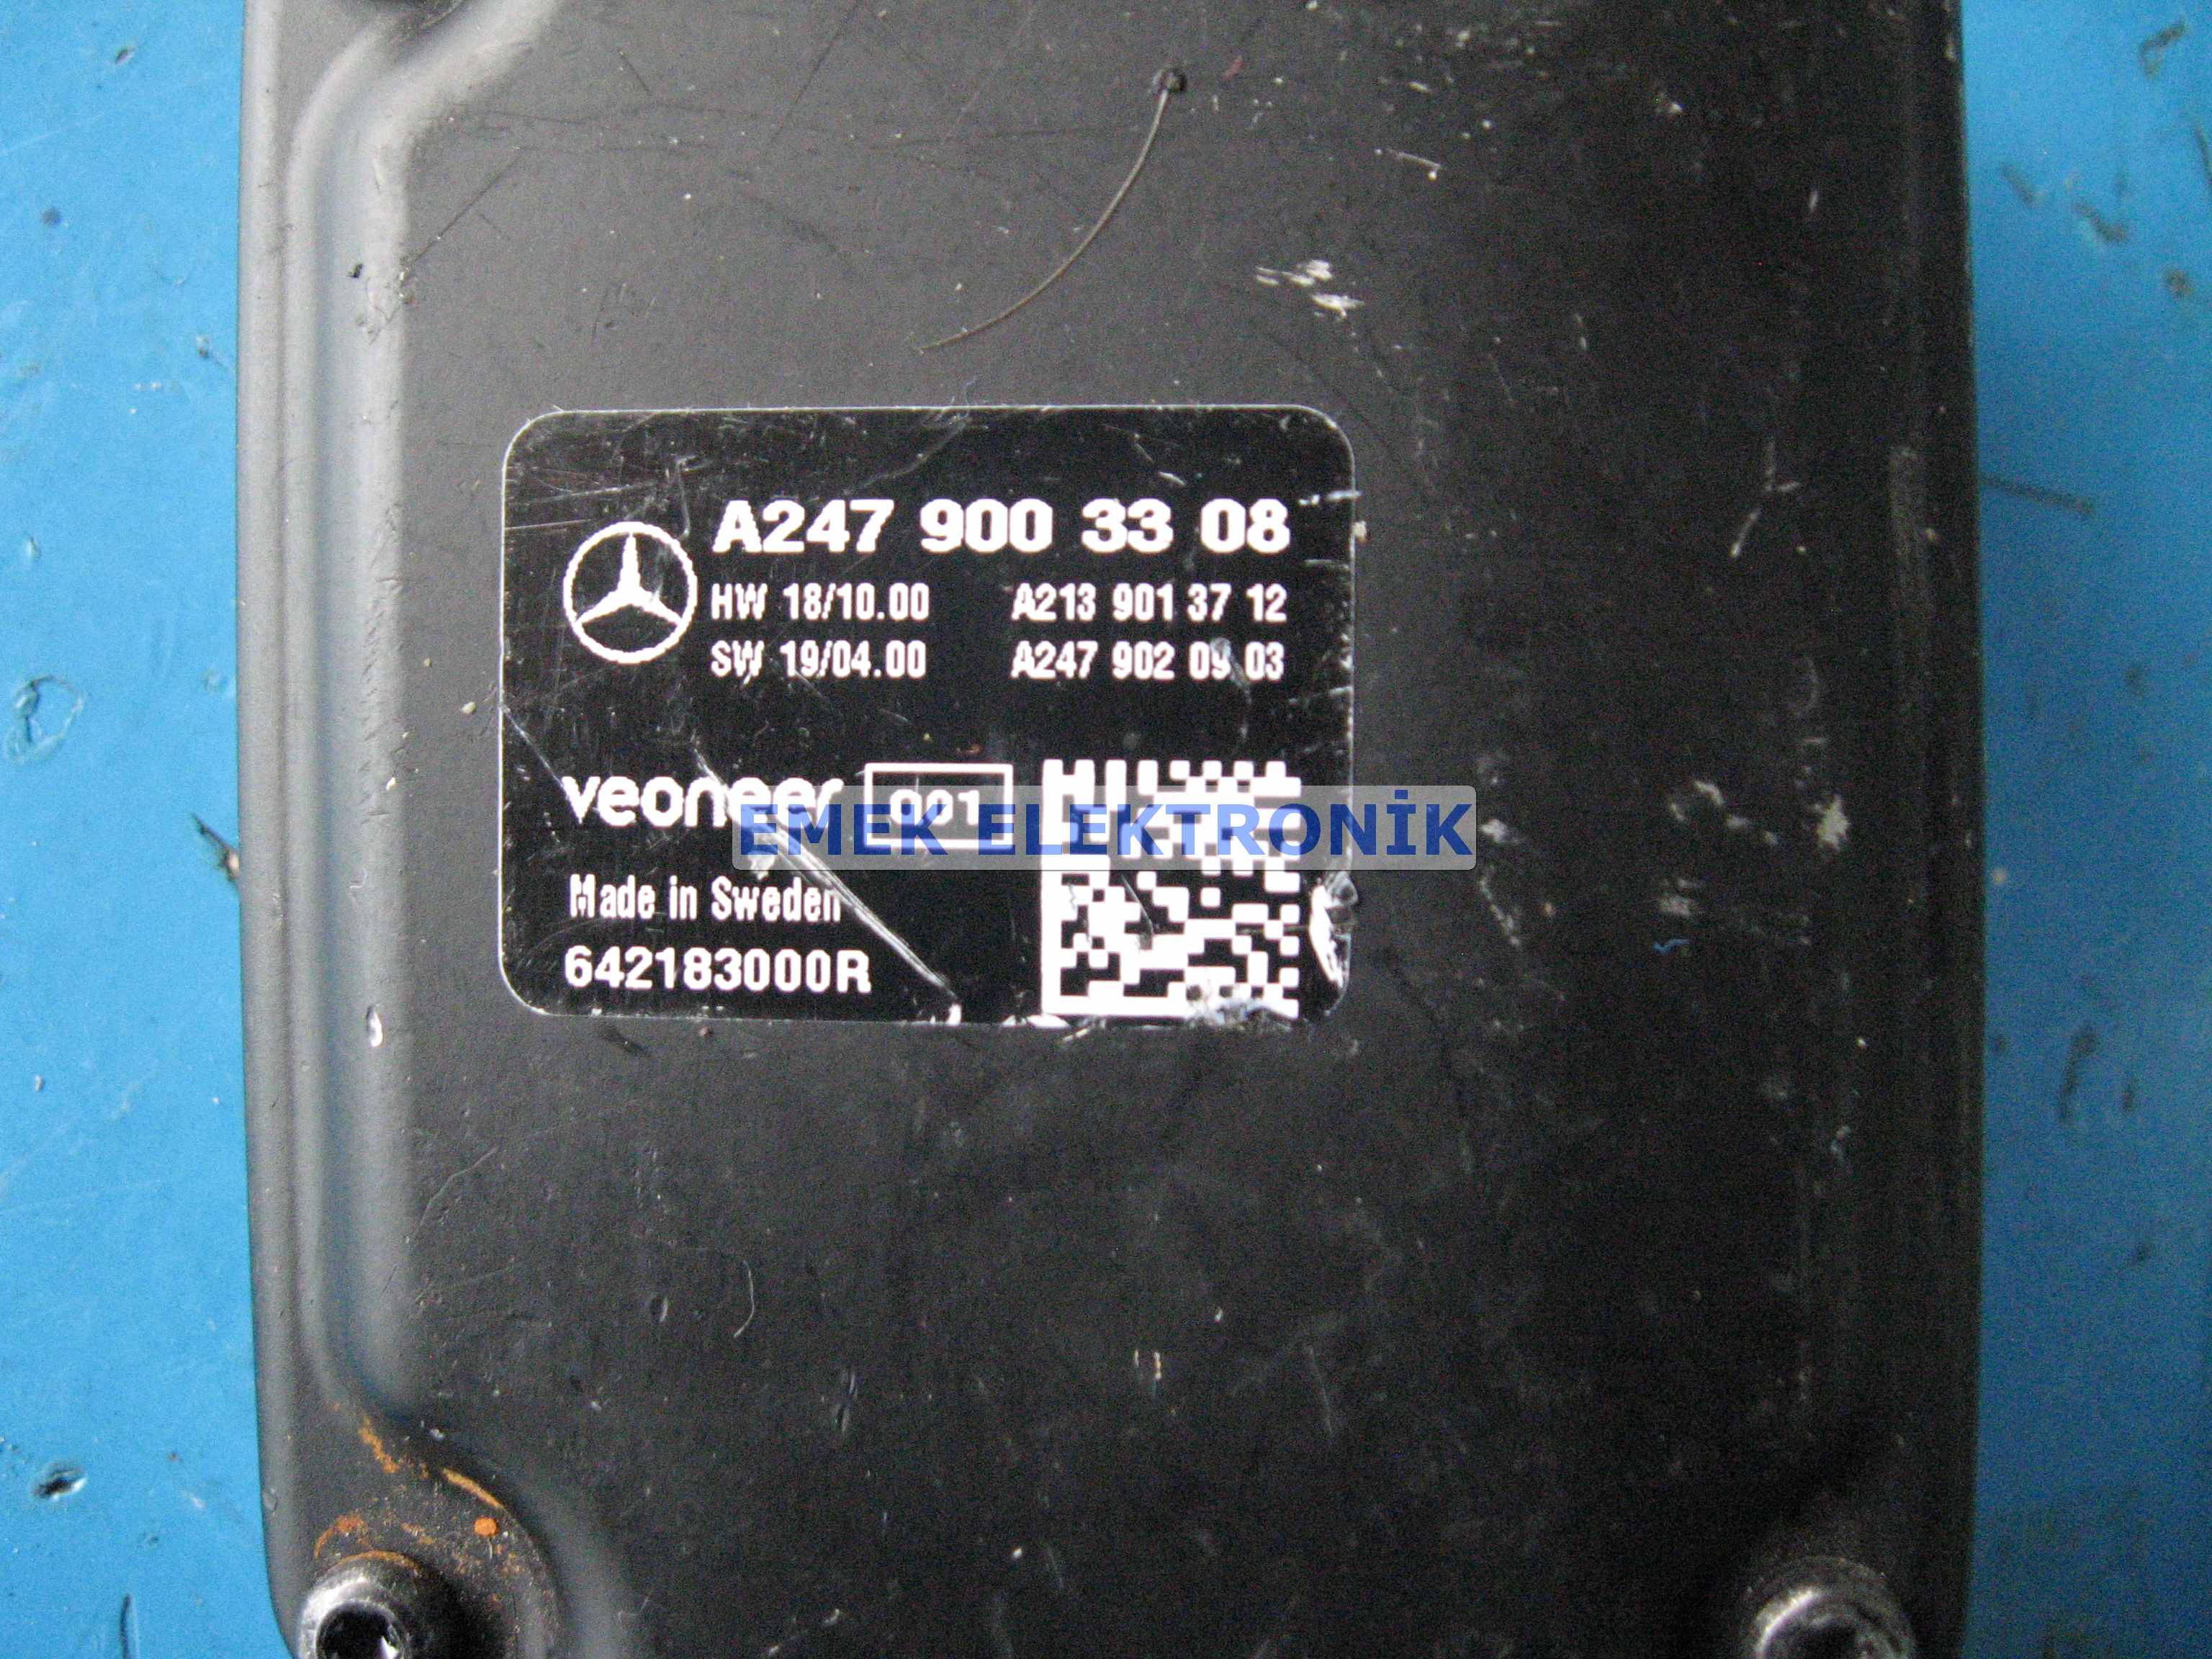 A247 900 33 08
HW 18/10.00 A213 901 37 12
SW 19/04.00 A247 902 09 03
veoneer 001
EMEK ELEKTRONİK
Made in Sweden
642183000R